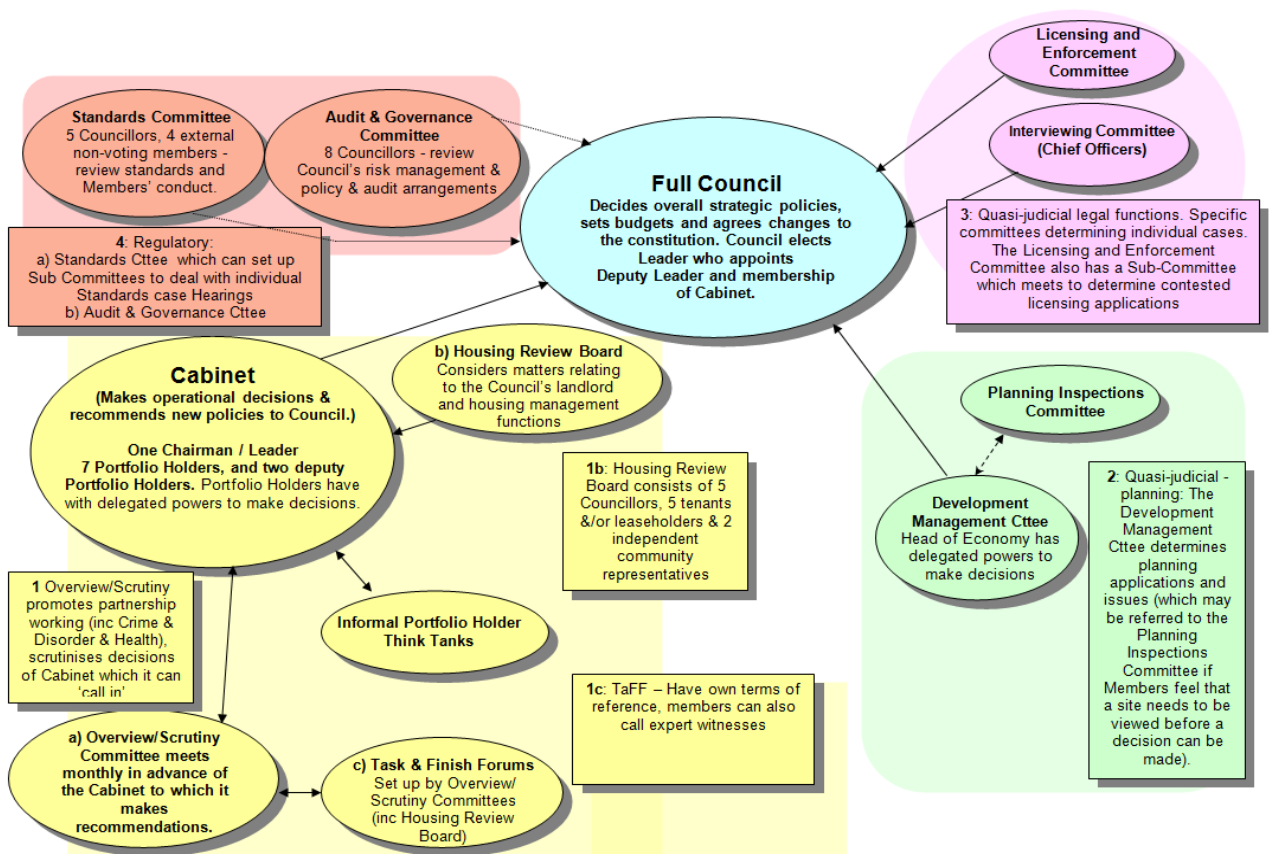 Licensing and
Enforcement
Committee
Interviewing Committee
(Chief Officers)
3: Quasi-judicial legal functions. Specific
committees determining individual cases.
The Licensing and Enforcement
Committee also has a Sub-Committee
which meets to determine contested
licensing applications
Standards Committee
5 Councillors, 4 external
non-voting members -
review standards and
Members' conduct.
Audit & Governance
Committee
8 Councillors - review
Council's risk management &
policy & audit arrangements
4: Regulatory:
a) Standards Cttee which can set up
Sub Committees to deal with individual
Standards case Hearings
b) Audit & Governance Cttee
Full Council
Decides overall strategic policies,
sets budgets and agrees changes to
the constitution. Council elects
Leader who appoints
Deputy Leader and membership
of Cabinet.
Cabinet
(Makes operational decisions &
recommends new policies to Council.)
One Chairman / Leader
7 Portfolio Holders, and two deputy
Portfolio Holders. Portfolio Holders have
with delegated powers to make decisions.
b) Housing Review Board
Considers matters relating
to the Council's landlord
and housing management
functions
1b: Housing Review
Board consists of 5
Councillors, 5 tenants
&/or leaseholders & 2
independent
community
representatives
Planning Inspections
Committee
Development
Management Cttee
Head of Economy has
delegated powers to
make decisions
2: Quasi-judicial -
planning: The
Development
Management
Cttee determines
planning
applications and
issues (which may
be referred to the
Planning
Inspections
Committee if
Members feel that
a site needs to be
viewed before a
decision can be
made).
1 Overview/Scrutiny
promotes partnership
working (inc Crime &
Disorder & Health),
scrutinises decisions
of Cabinet which it can
'call in'
Informal Portfolio Holder
Think Tanks
1c: TaFF – Have own terms of
reference, members can also
call expert witnesses
a) Overview/Scrutiny
Committee meets
monthly in advance of
the Cabinet to which it
makes
recommendations.
c) Task & Finish Forums
Set up by Overview/
Scrutiny Committees
(inc Housing Review
Board)